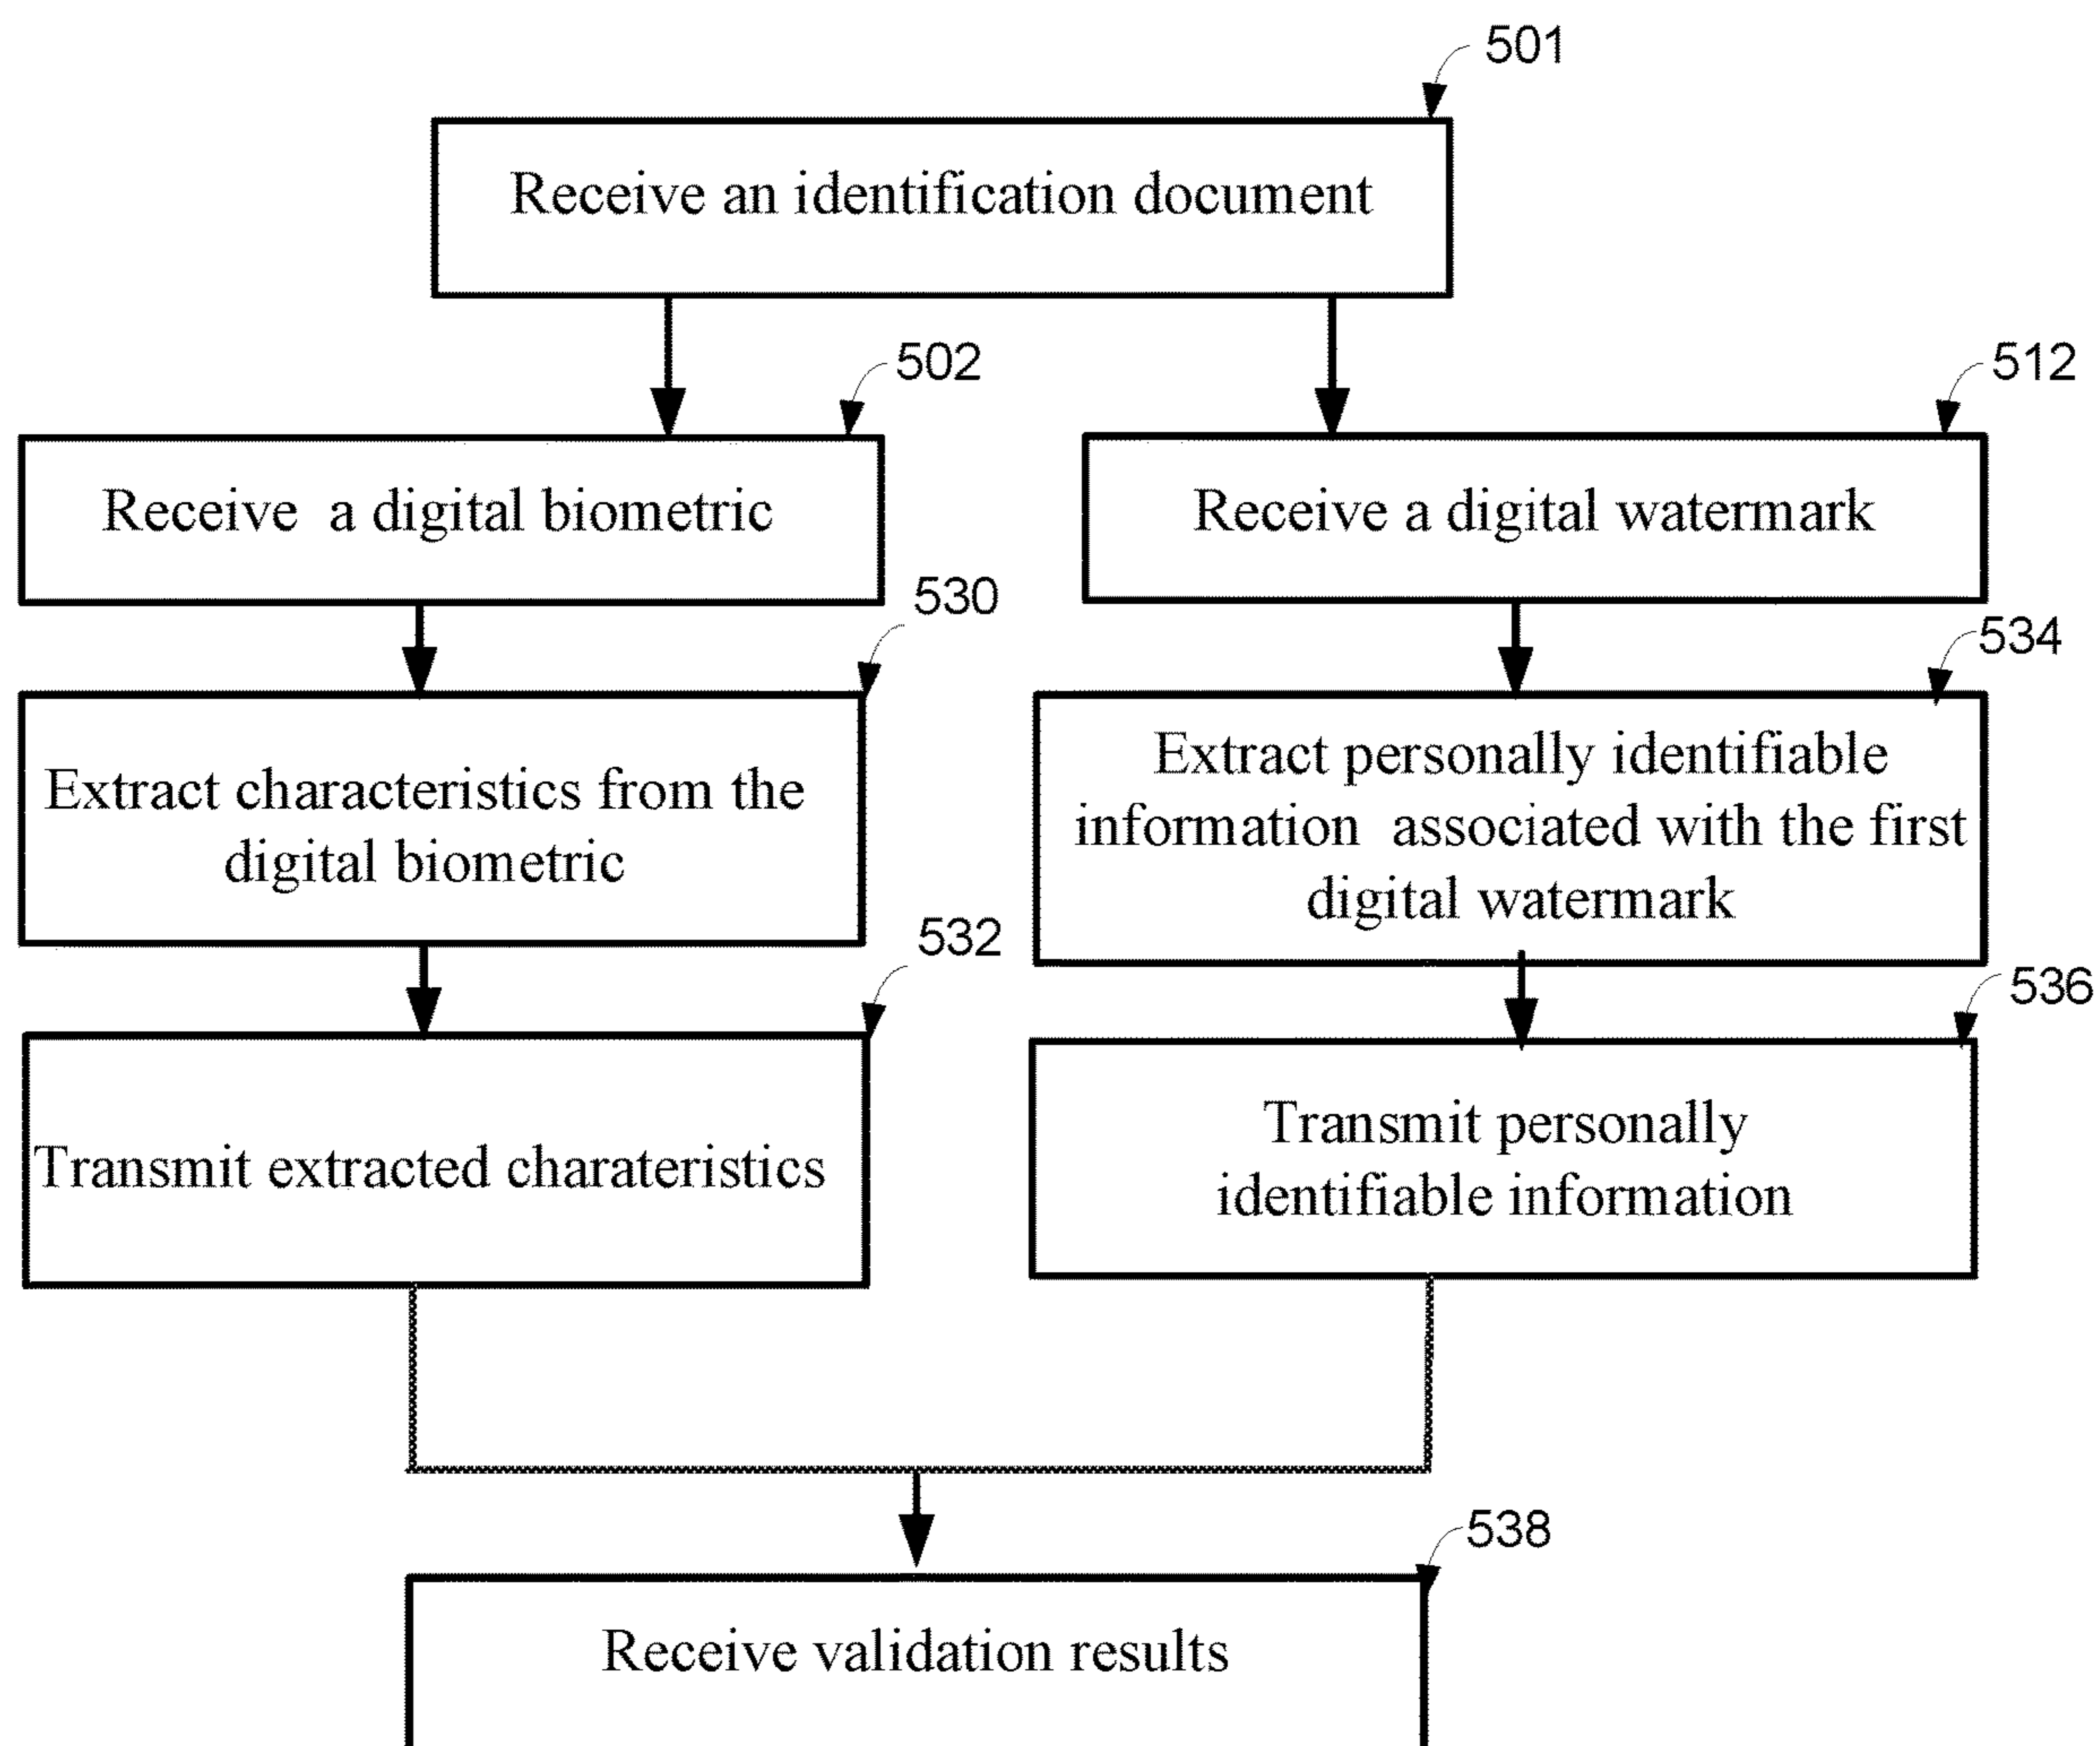 501
Receive an identification document
502
512
Receive a digital biometric
Receive a digital watermark
530
534
Extract characteristics from the
digital biometric
Extract personally identifiable
information associated with the first
digital watermark
532
536
Transmit extracted charateristics
Transmit personally
identifiable information
538
Receive validation results